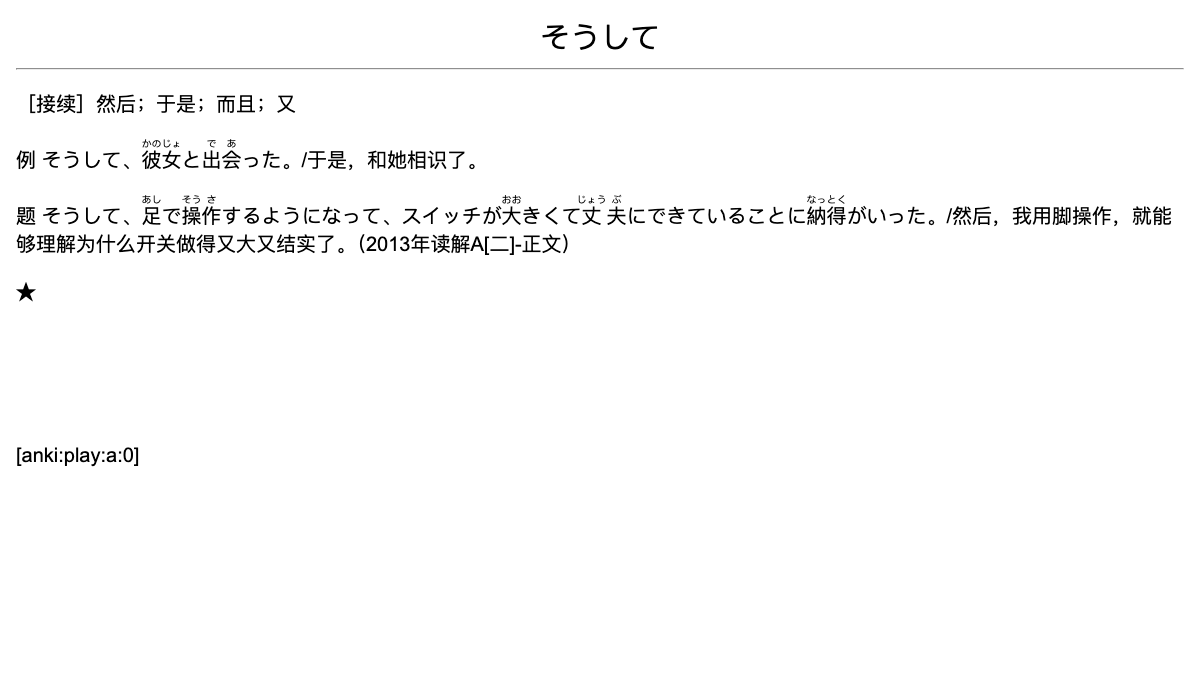 そうして
［接续］然后；于是；而且；又
かのじょ で あ
例 そうして、彼女と出会った。/于是，和她相识了。
あし そう さ おお じょう ぶ なっとく
题 そうして、足で操作するようになって、スイッチが大きくて丈 夫にできていることに納得がいった。/然后，我用脚操作，就能
够理解为什么开关做得又大又结实了。（2013年读解A[二]-正文）
★
[anki:play:a:0]